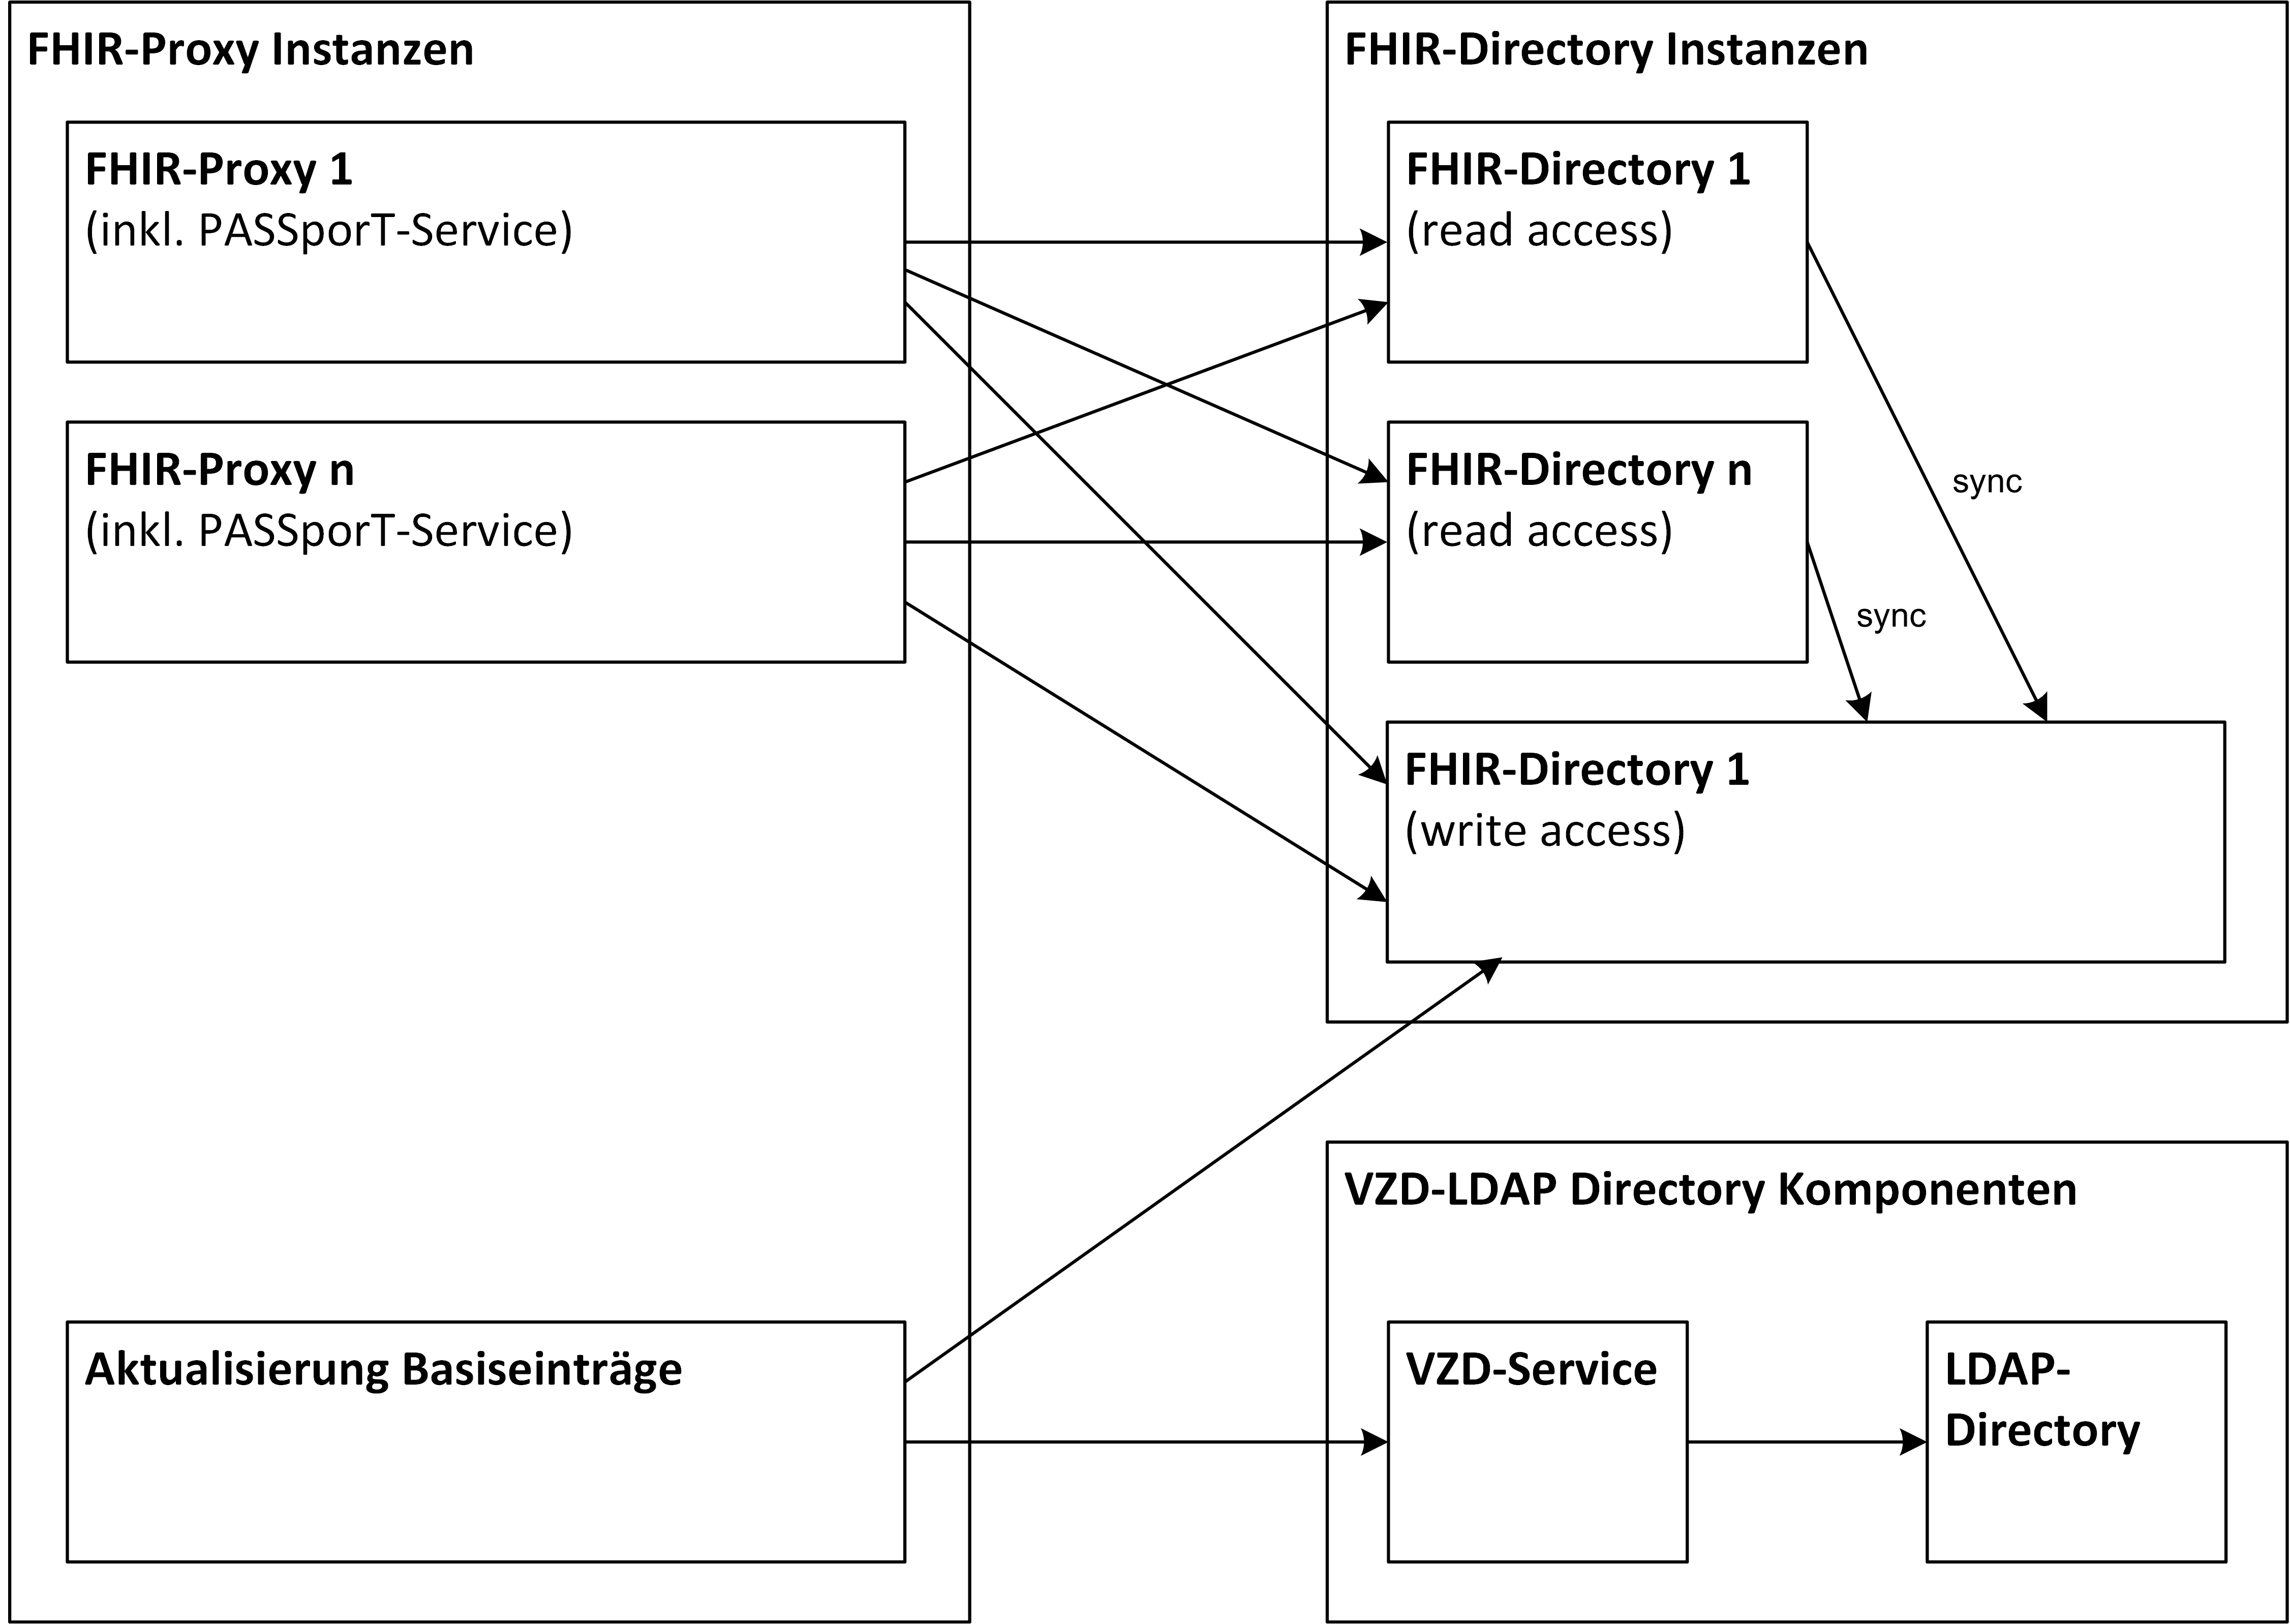 FHIR-Proxy Instanzen
FHIR-Proxy 1
(inkl. PASSporT-Service)
FHIR-Proxy n
(inkl. PASSporT-Service)
Aktualisierung Basiseinträge
FHIR-Directory Instanzen
FHIR-Directory 1
(read access)
FHIR-Directory n
(read access)
sync
sync
FHIR-Directory 1
(write access)
VZD-LDAP Directory Komponenten
VZD-Service
LDAP-
Directory